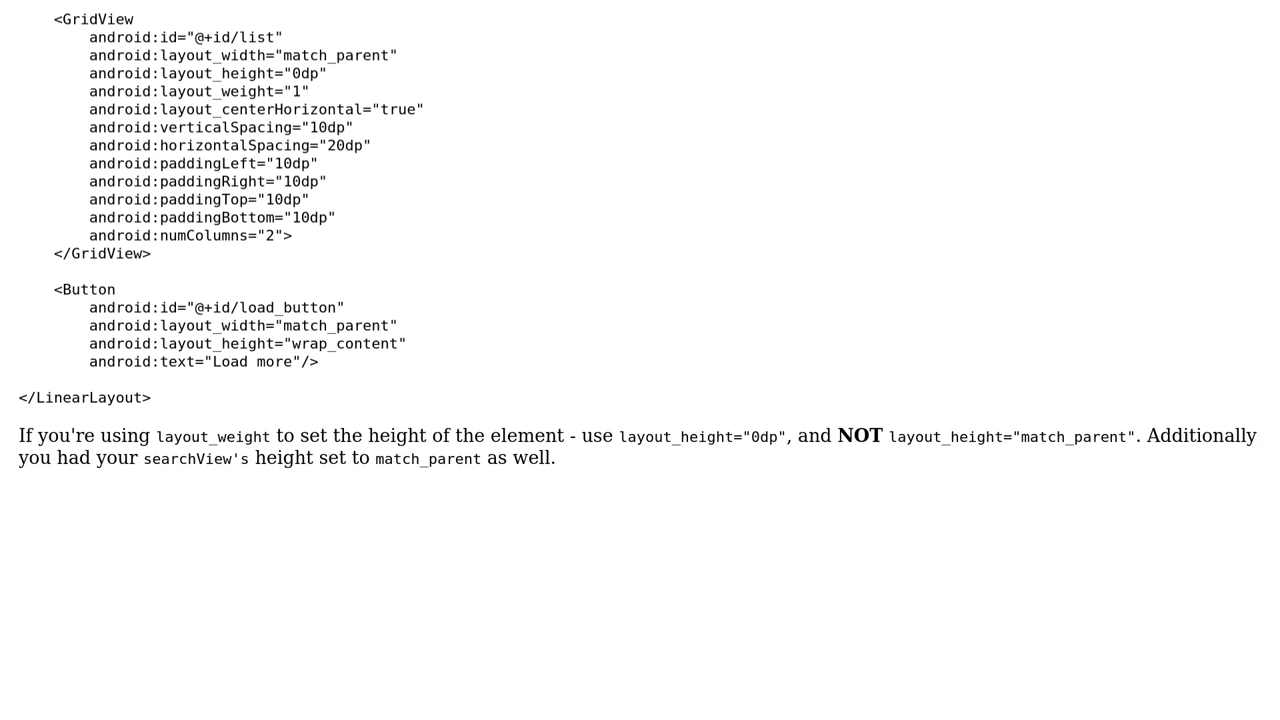 <GridView
        android:id="@+id/list"
        android:layout_width="match_parent"
        android:layout_height="0dp"
        android:layout_weight="1"
        android:layout_centerHorizontal="true"
        android:verticalSpacing="10dp"
        android:horizontalSpacing="20dp"
        android:paddingLeft="10dp"
        android:paddingRight="10dp"
        android:paddingTop="10dp"
        android:paddingBottom="10dp"
        android:numColumns="2">
    </GridView>

    <Button
        android:id="@+id/load_button"
        android:layout_width="match_parent"
        android:layout_height="wrap_content"
        android:text="Load more"/>

</LinearLayout>
If you're using layout_weight to set the height of the element - use layout_height="0dp", and NOT layout_height="match_parent". Additionally
you had your searchView's height set to match_parent as well.